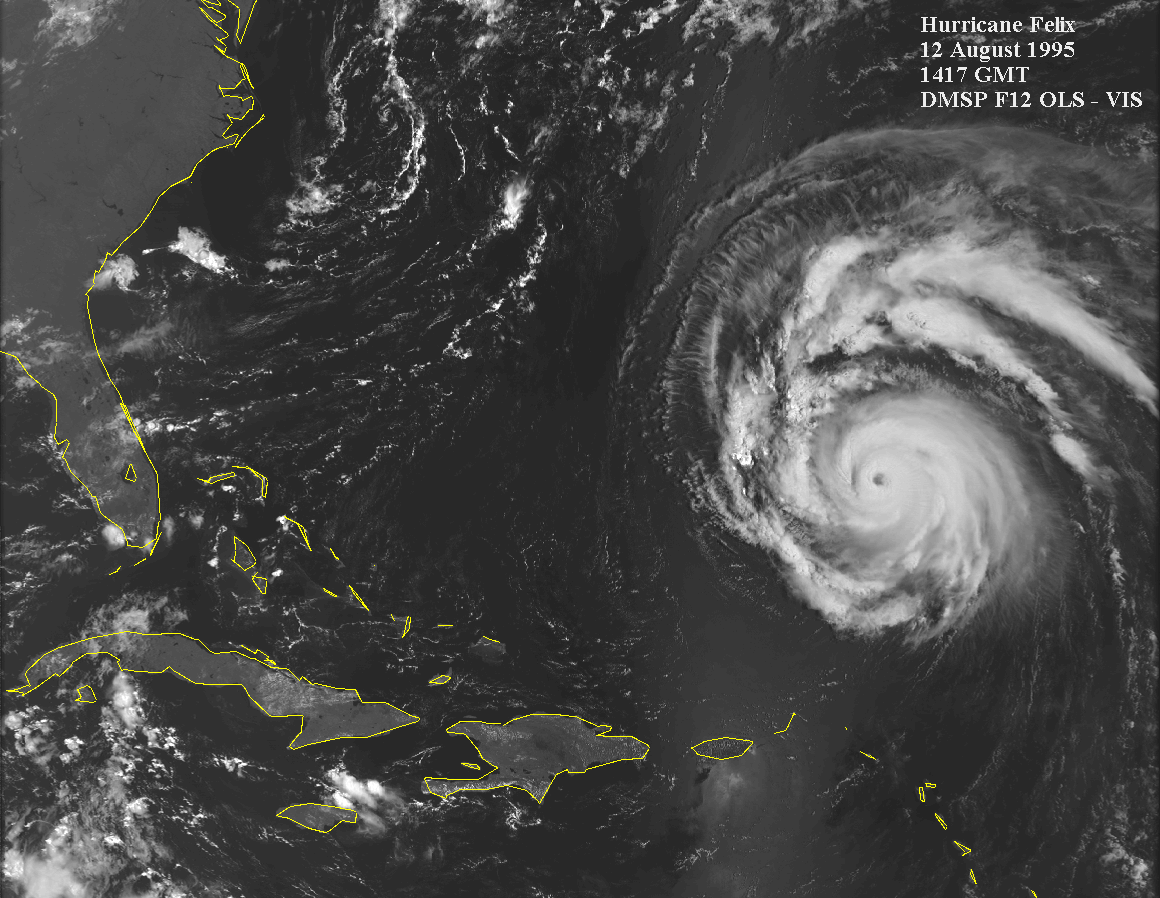 Hurricane Felix
12 August 1995
1417 GMT
DMSP F12 OLS - VIS